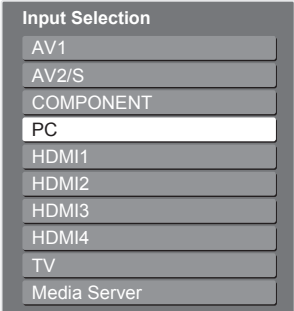 Input Selection
AV1
AV2/S
COMPONENT
PC
HDMI1
HDMI2
HDMI3
HDMI4
TV
Media Server